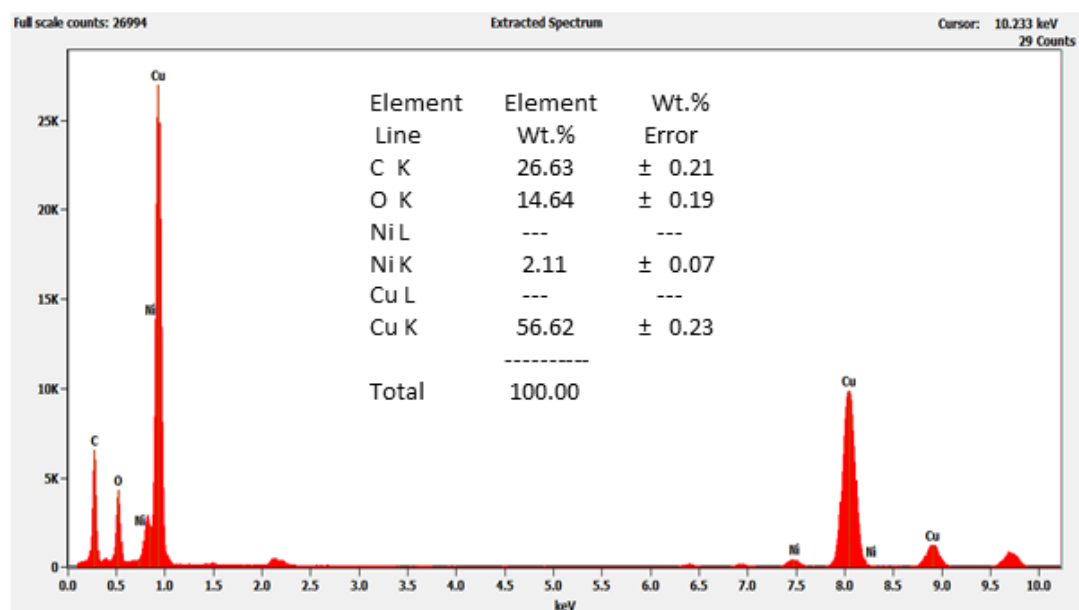 Full scale counts: 26994 Extracted Spectrum Cursor: 10.233 keV
29 Counts
Cu
Element Element Wt.%
Line Wt.% Error
C K 26.63 ± 0.21
O K 14.64 ± 0.19
Ni L --- ---
Ni K 2.11 ± 0.07
Cu L --- ---
Cu K 56.62 ± 0.23
----------
Total 100.00
25K
20K
15K
10K
5K
0
Ni
Cu
C
O
Ni
Ni
Ni
Cu
0.0 0.5 1.0 1.5 2.0 2.5 3.0 3.5 4.0 4.5 5.0 5.5 6.0 6.5 7.0 7.5 8.0 8.5 9.0 9.5 10.0
keV